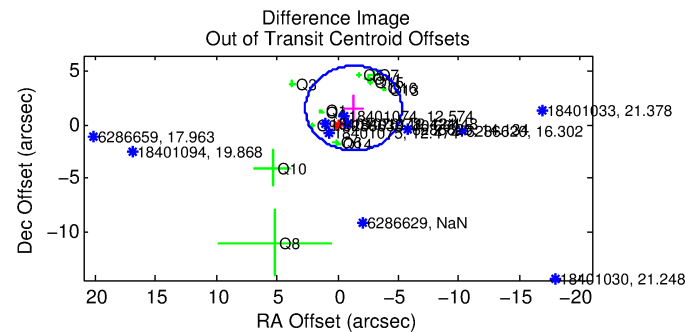 Difference Image
Out of Transit Centroid Offsets
Dec Offset (arcsec)
5
0
−5
−10
Q3
Q10
Q8
18401074, 12.574
18401033, 21.378
6286659, 17.963
18401094, 19.868
16.302
6286629, NaN
18401030, 21.248
20
15
10
5
0
−5
−10
−15
−20
RA Offset (arcsec)